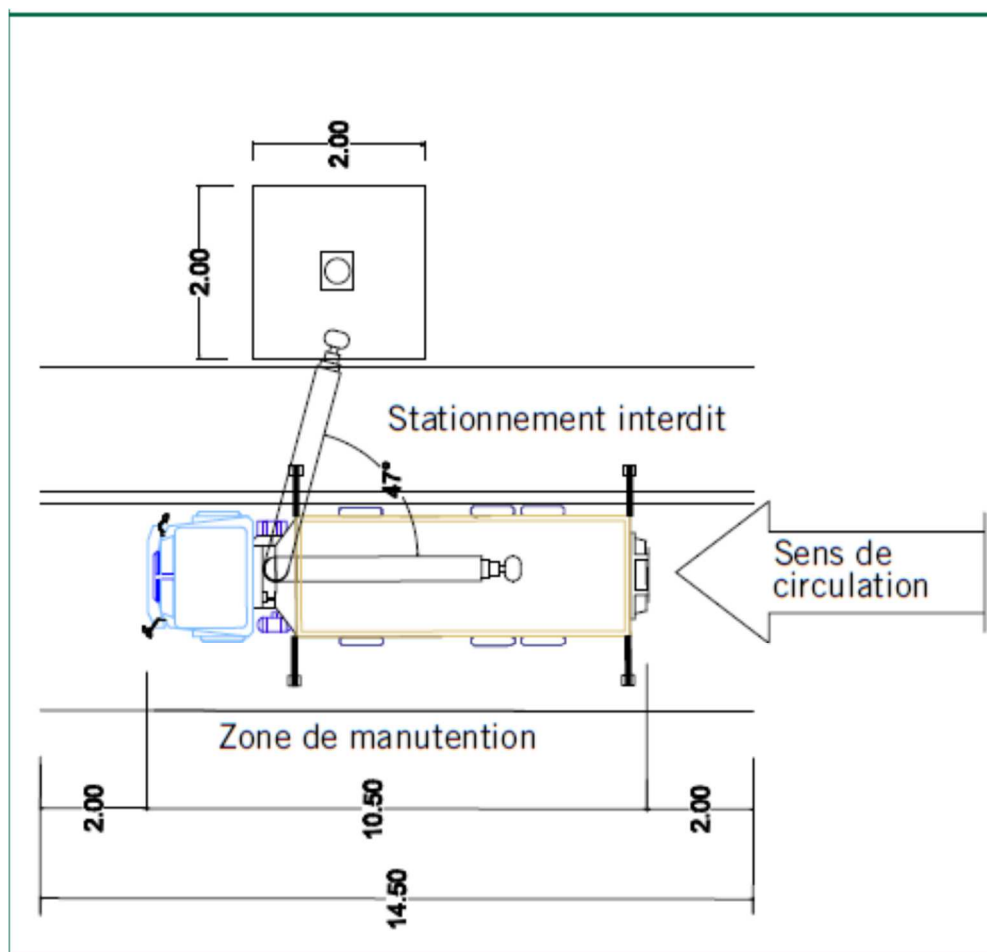 2.00
2.00
Stationnement interdit
47°
Sens de
circulation
Zone de manutention
2.00
10.50
2.00
14.50